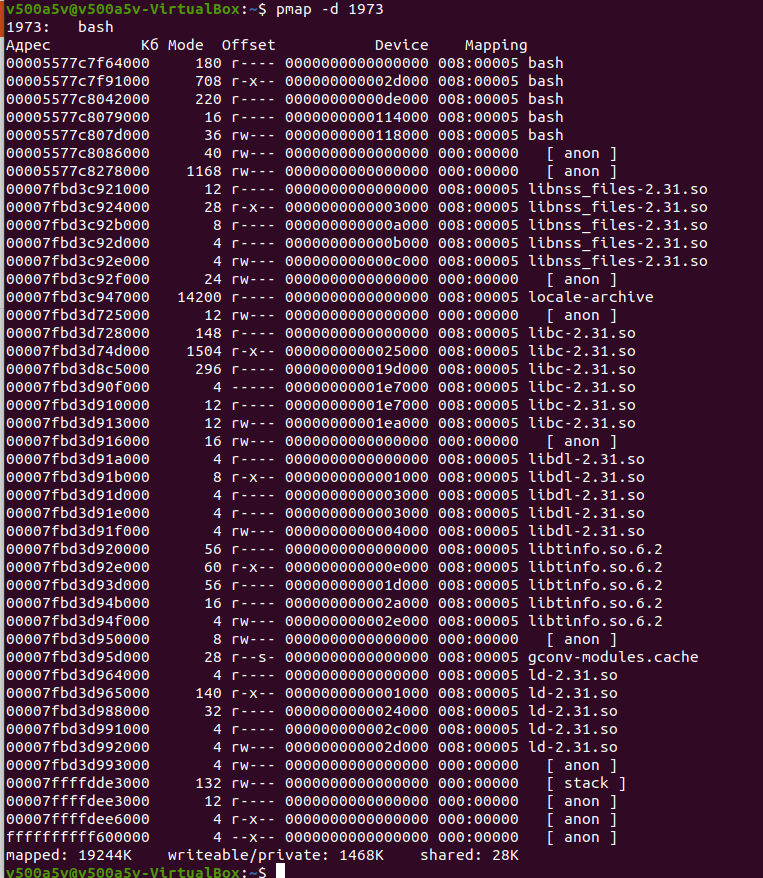 v500a5v@v500a5v-VirtualBox:~$ pmap -d 1973
1973:   bash
Адрес          Кб Mode  Offset           Device    Mapping
00005577c7f64000     180 r---- 0000000000000000 008:00005 bash
00005577c7f91000     708 r-x-- 000000000002d000 008:00005 bash
00005577c8042000     220 r---- 00000000000de000 008:00005 bash
00005577c8079000      16 r---- 0000000000114000 008:00005 bash
00005577c807d000      36 rw--- 0000000000118000 008:00005 bash
00005577c8086000      40 rw--- 0000000000000000 000:00000   [ anon ]
00005577c8278000    1168 rw--- 0000000000000000 000:00000   [ anon ]
00007fbd3c921000      12 r---- 0000000000000000 008:00005 libnss_files-2.31.so
00007fbd3c924000      28 r-x-- 0000000000003000 008:00005 libnss_files-2.31.so
00007fbd3c92b000       8 r---- 000000000000a000 008:00005 libnss_files-2.31.so
00007fbd3c92d000       4 r---- 000000000000b000 008:00005 libnss_files-2.31.so
00007fbd3c92e000       4 rw--- 000000000000c000 008:00005 libnss_files-2.31.so
00007fbd3c92f000      24 rw--- 0000000000000000 000:00000   [ anon ]
00007fbd3c947000   14200 r---- 0000000000000000 008:00005 locale-archive
00007fbd3d725000      12 rw--- 0000000000000000 000:00000   [ anon ]
00007fbd3d728000     148 r---- 0000000000000000 008:00005 libc-2.31.so
00007fbd3d74d000    1504 r-x-- 0000000000025000 008:00005 libc-2.31.so
00007fbd3d8c5000     296 r---- 000000000019d000 008:00005 libc-2.31.so
00007fbd3d90f000       4 ----- 00000000001e7000 008:00005 libc-2.31.so
00007fbd3d910000      12 r---- 00000000001e7000 008:00005 libc-2.31.so
00007fbd3d913000      12 rw--- 00000000001ea000 008:00005 libc-2.31.so
00007fbd3d916000      16 rw--- 0000000000000000 000:00000   [ anon ]
00007fbd3d91a000       4 r---- 0000000000000000 008:00005 libdl-2.31.so
00007fbd3d91b000       8 r-x-- 0000000000001000 008:00005 libdl-2.31.so
00007fbd3d91d000       4 r---- 0000000000003000 008:00005 libdl-2.31.so
00007fbd3d91e000       4 r---- 0000000000003000 008:00005 libdl-2.31.so
00007fbd3d91f000       4 rw--- 0000000000004000 008:00005 libdl-2.31.so
00007fbd3d920000      56 r---- 0000000000000000 008:00005 libtinfo.so.6.2
00007fbd3d92e000      60 r-x-- 000000000000e000 008:00005 libtinfo.so.6.2
00007fbd3d93d000      56 r---- 000000000001d000 008:00005 libtinfo.so.6.2
00007fbd3d94b000      16 r---- 000000000002a000 008:00005 libtinfo.so.6.2
00007fbd3d94f000       4 rw--- 000000000002e000 008:00005 libtinfo.so.6.2
00007fbd3d950000       8 rw--- 0000000000000000 000:00000   [ anon ]
00007fbd3d95d000      28 r--s- 0000000000000000 008:00005 gconv-modules.cache
00007fbd3d964000       4 r---- 0000000000000000 008:00005 ld-2.31.so
00007fbd3d965000     140 r-x-- 0000000000001000 008:00005 ld-2.31.so
00007fbd3d988000      32 r---- 0000000000024000 008:00005 ld-2.31.so
00007fbd3d991000       4 r---- 000000000002c000 008:00005 ld-2.31.so
00007fbd3d992000       4 rw--- 000000000002d000 008:00005 ld-2.31.so
00007fbd3d993000       4 rw--- 0000000000000000 000:00000   [ anon ]
00007ffffdde3000     132 rw--- 0000000000000000 000:00000   [ stack ]
00007ffffdee3000      12 r---- 0000000000000000 000:00000   [ anon ]
00007ffffdee6000       4 r-x-- 0000000000000000 000:00000   [ anon ]
ffffffffff600000       4 --x-- 0000000000000000 000:00000   [ anon ]
mapped: 19244K    writeable/private: 1468K    shared: 28K
v500a5v@v500a5v-VirtualBox:~$